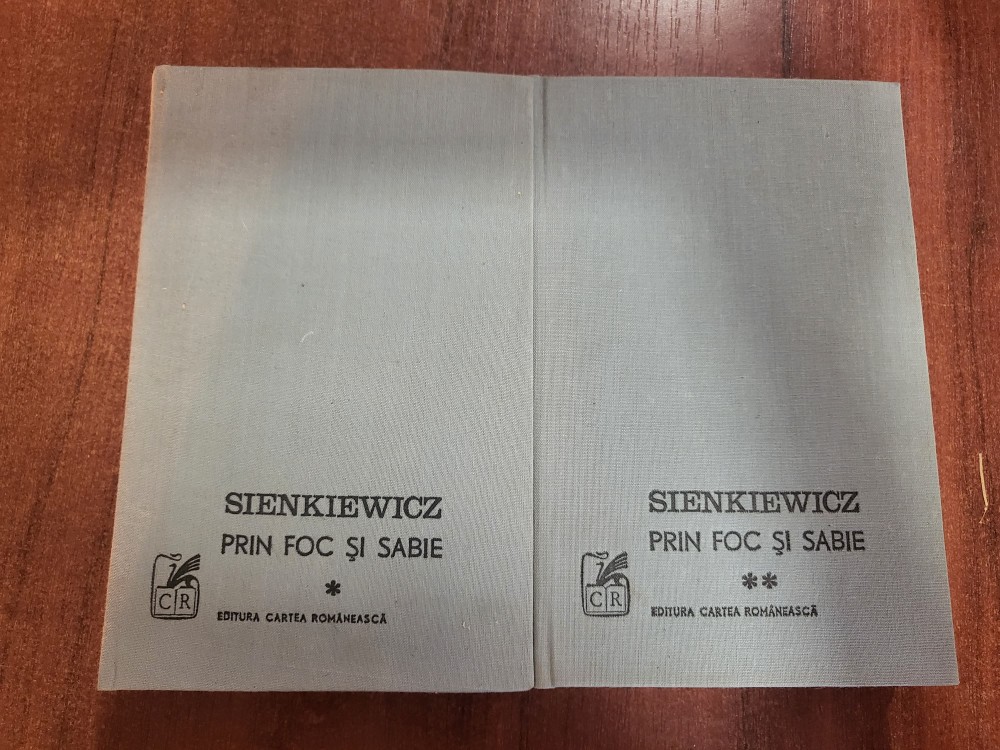 SIENKIEWICZ
PRIN FOC ŞI SABIE
*
CR
EDITURA CARTEA ROMÂNEASCĂ
SIENKIEWICZ
PRIN FOC ŞI SABIE
**
CR
EDITURA CARTEA ROMÂNEASCĂ